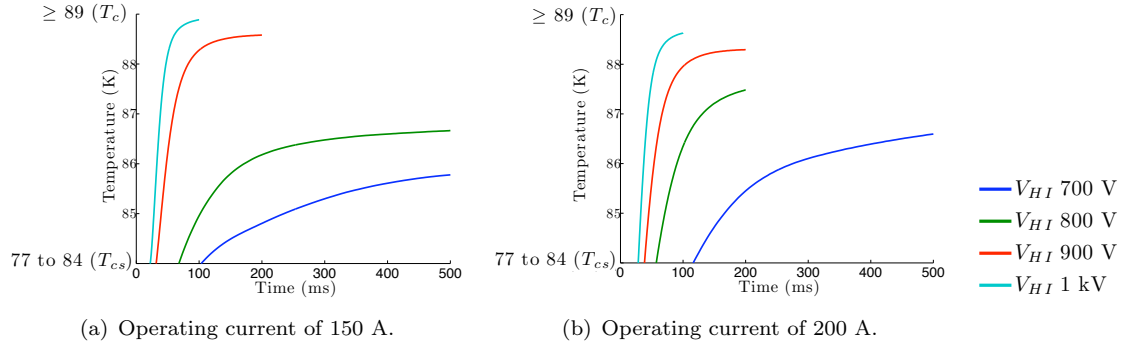 ≥ 89 (T_c)
88
87
86
85
77 to 84 (T_cs)
Temperature (K)
0 100 200 300 400 500
Time (ms)
(a) Operating current of 150 A.
≥ 89 (T_c)
88
87
86
85
77 to 84 (T_cs)
Temperature (K)
0 100 200 300 400 500
Time (ms)
(b) Operating current of 200 A.
V_HI 700 V
V_HI 800 V
V_HI 900 V
V_HI 1 kV